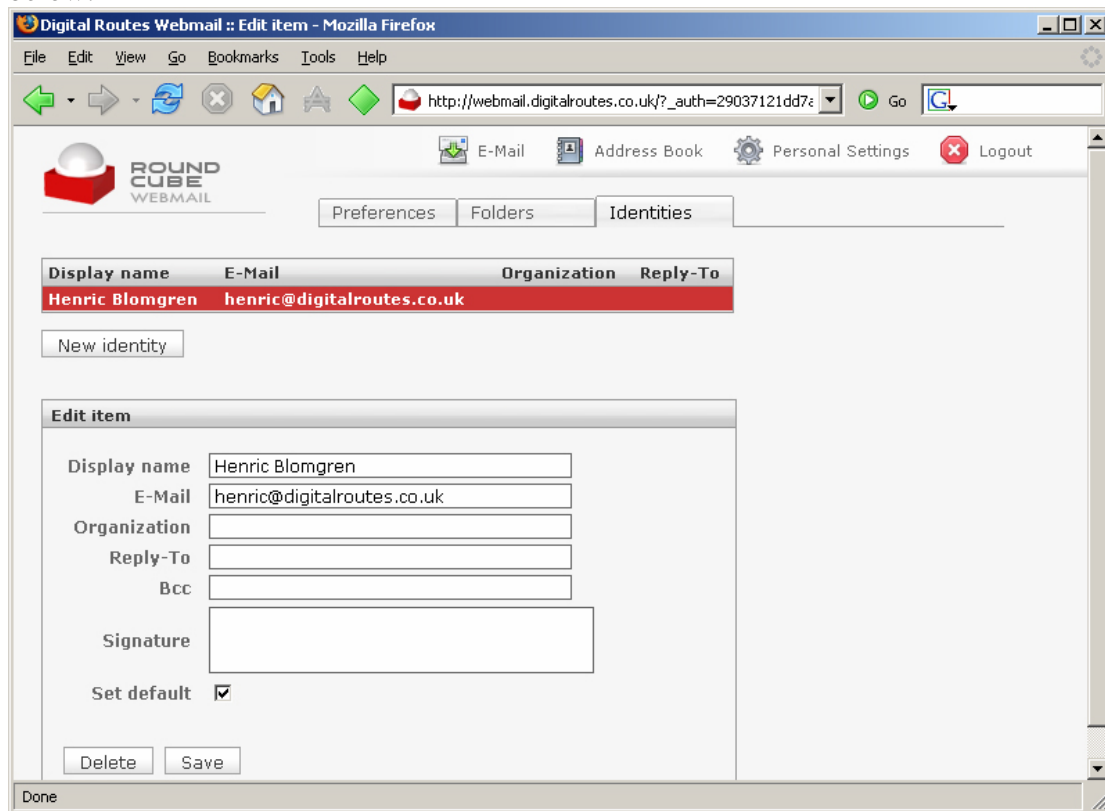 Digital Routes Webmail :: Edit item - Mozilla Firefox
File Edit View Go Bookmarks Tools Help
http://webmail.digitalroutes.co.uk/?_auth=29037121dd7a Go G
ROUND
CUBE
WEBMAIL
E-Mail Address Book Personal Settings Logout
Preferences Folders Identities
Display name E-Mail Organization Reply-To
Henric Blomgren henric@digitalroutes.co.uk
New identity
Edit item
Display name Henric Blomgren
E-Mail henric@digitalroutes.co.uk
Organization
Reply-To
Bcc
Signature
Set default
Delete Save
Done